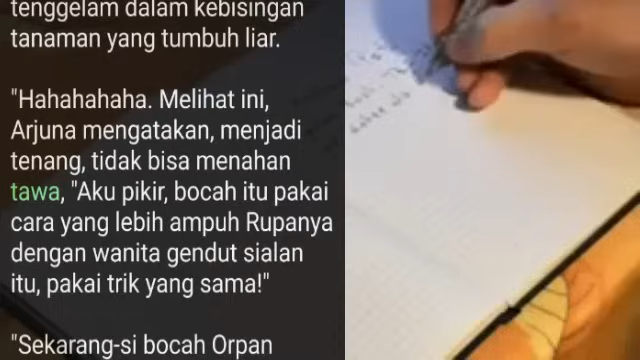 tenggelam dalam kebisingan
tanaman yang tumbuh liar.
"Hahahahaha. Melihat ini,
Arjuna mengatakan, menjadi
tenang, tidak bisa menahan
tawa, "Aku pikir, bocah itu pakai
cara yang lebih ampuh Rupanya
dengan wanita gendut sialan
itu, pakai trik yang sama!"
"Sekarang-si bocah Orpan